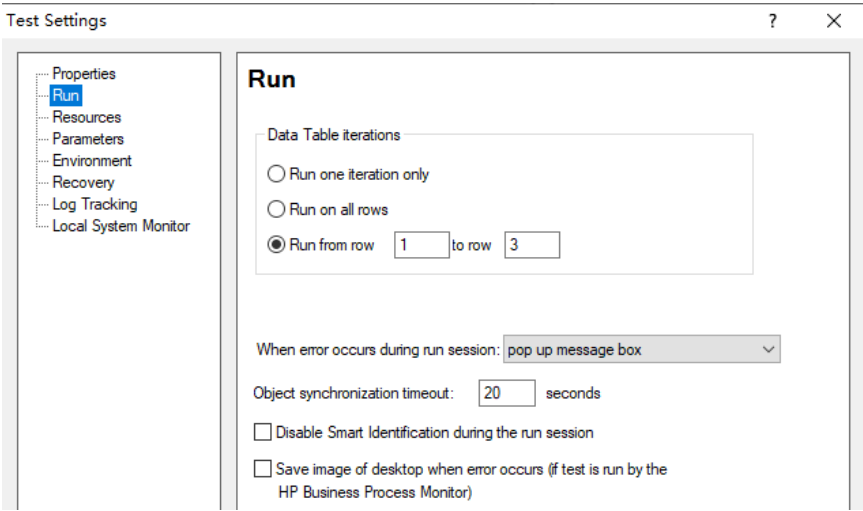 Test Settings ? ×
Properties
Run
Resources
Parameters
Environment
Recovery
Log Tracking
Local System Monitor
Run
Data Table iterations
Run one iteration only
Run on all rows
Run from row 1 to row 3
When error occurs during run session: pop up message box
Object synchronization timeout: 20 seconds
Disable Smart Identification during the run session
Save image of desktop when error occurs (if test is run by the
HP Business Process Monitor)